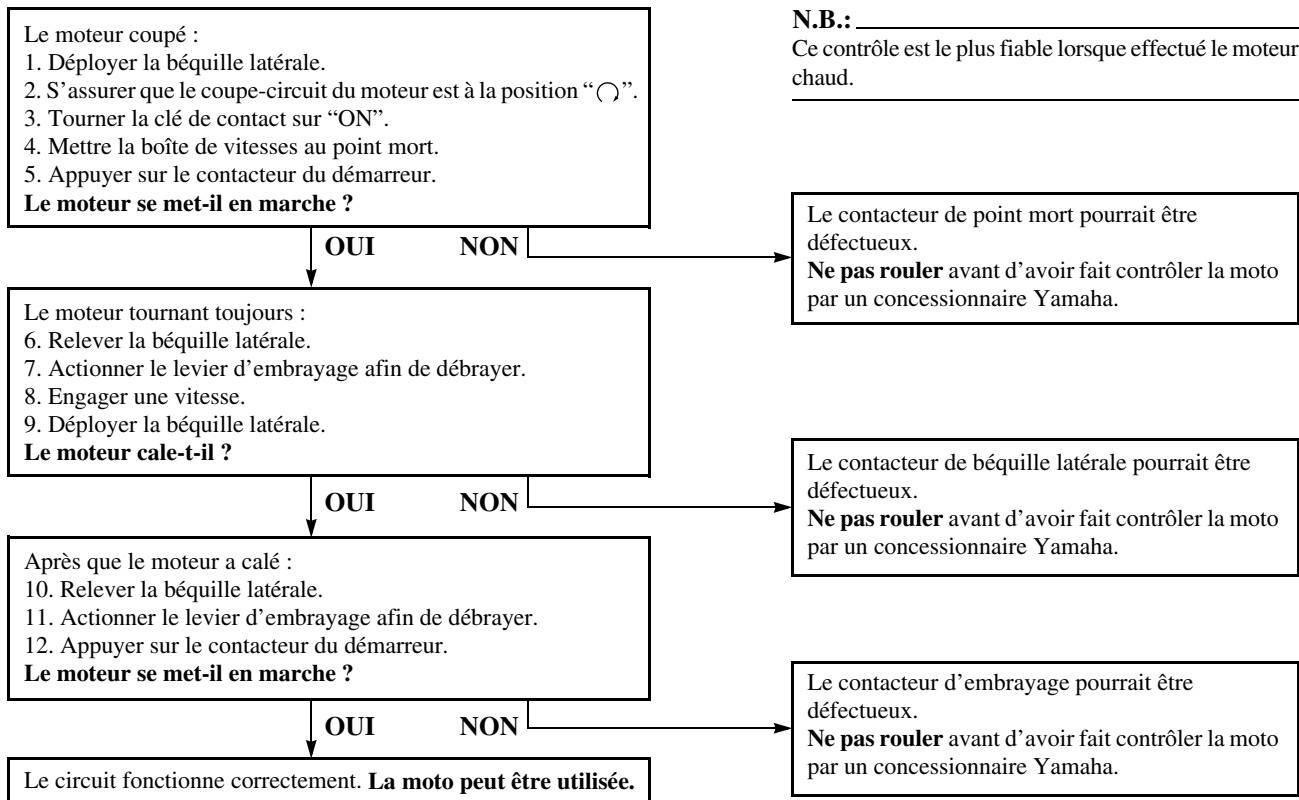 Le moteur coupé :
1. Déployer la béquille latérale.
2. S’assurer que le coupe-circuit du moteur est à la position “ ”.
3. Tourner la clé de contact sur “ON”.
4. Mettre la boîte de vitesses au point mort.
5. Appuyer sur le contacteur du démarreur.
Le moteur se met-il en marche ?
N.B.:
Ce contrôle est le plus fiable lorsque effectué le moteur
chaud.
OUI NON
Le contacteur de point mort pourrait être
défectueux.
Ne pas rouler avant d’avoir fait contrôler la moto
par un concessionnaire Yamaha.
Le moteur tournant toujours :
6. Relever la béquille latérale.
7. Actionner le levier d’embrayage afin de débrayer.
8. Engager une vitesse.
9. Déployer la béquille latérale.
Le moteur cale-t-il ?
OUI NON
Le contacteur de béquille latérale pourrait être
défectueux.
Ne pas rouler avant d’avoir fait contrôler la moto
par un concessionnaire Yamaha.
Après que le moteur a calé :
10. Relever la béquille latérale.
11. Actionner le levier d’embrayage afin de débrayer.
12. Appuyer sur le contacteur du démarreur.
Le moteur se met-il en marche ?
OUI NON
Le contacteur d’embrayage pourrait être
défectueux.
Ne pas rouler avant d’avoir fait contrôler la moto
par un concessionnaire Yamaha.
Le circuit fonctionne correctement. La moto peut être utilisée.